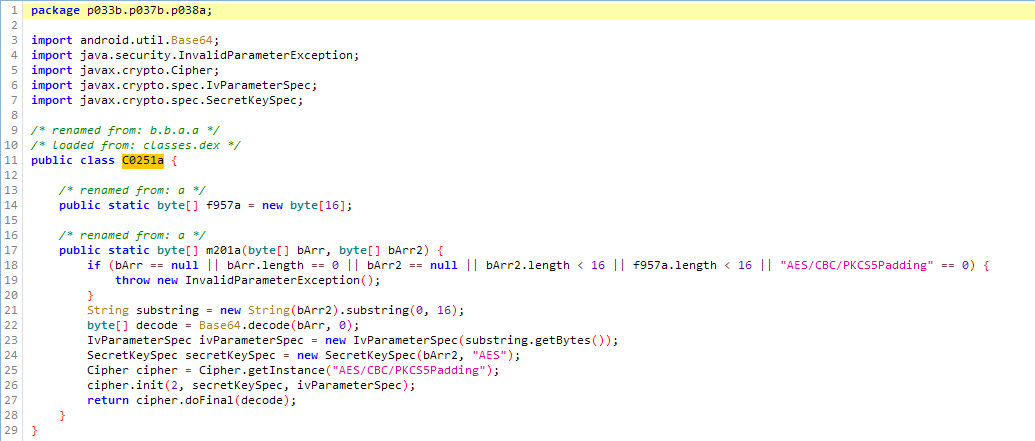 1 package p033b.p037b.p038a;
2
3 import android.util.Base64;
4 import java.security.InvalidParameterException;
5 import javax.crypto.Cipher;
6 import javax.crypto.spec.IvParameterSpec;
7 import javax.crypto.spec.SecretKeySpec;
8
9 /* renamed from: b.b.a.a */
10 /* loaded from: classes.dex */
11 public class C0251a {
12
13 /* renamed from: a */
14 public static byte[] f957a = new byte[16];
15
16 /* renamed from: a */
17 public static byte[] m201a(byte[] bArr, byte[] bArr2) {
18 if (bArr == null || bArr.length == 0 || bArr2 == null || bArr2.length < 16 || f957a.length < 16 || "AES/CBC/PKCS5Padding" == 0) {
19 throw new InvalidParameterException();
20 }
21 String substring = new String(bArr2).substring(0, 16);
22 byte[] decode = Base64.decode(bArr, 0);
23 IvParameterSpec ivParameterSpec = new IvParameterSpec(substring.getBytes());
24 SecretKeySpec secretKeySpec = new SecretKeySpec(bArr2, "AES");
25 Cipher cipher = Cipher.getInstance("AES/CBC/PKCS5Padding");
26 cipher.init(2, secretKeySpec, ivParameterSpec);
27 return cipher.doFinal(decode);
28 }
29 }